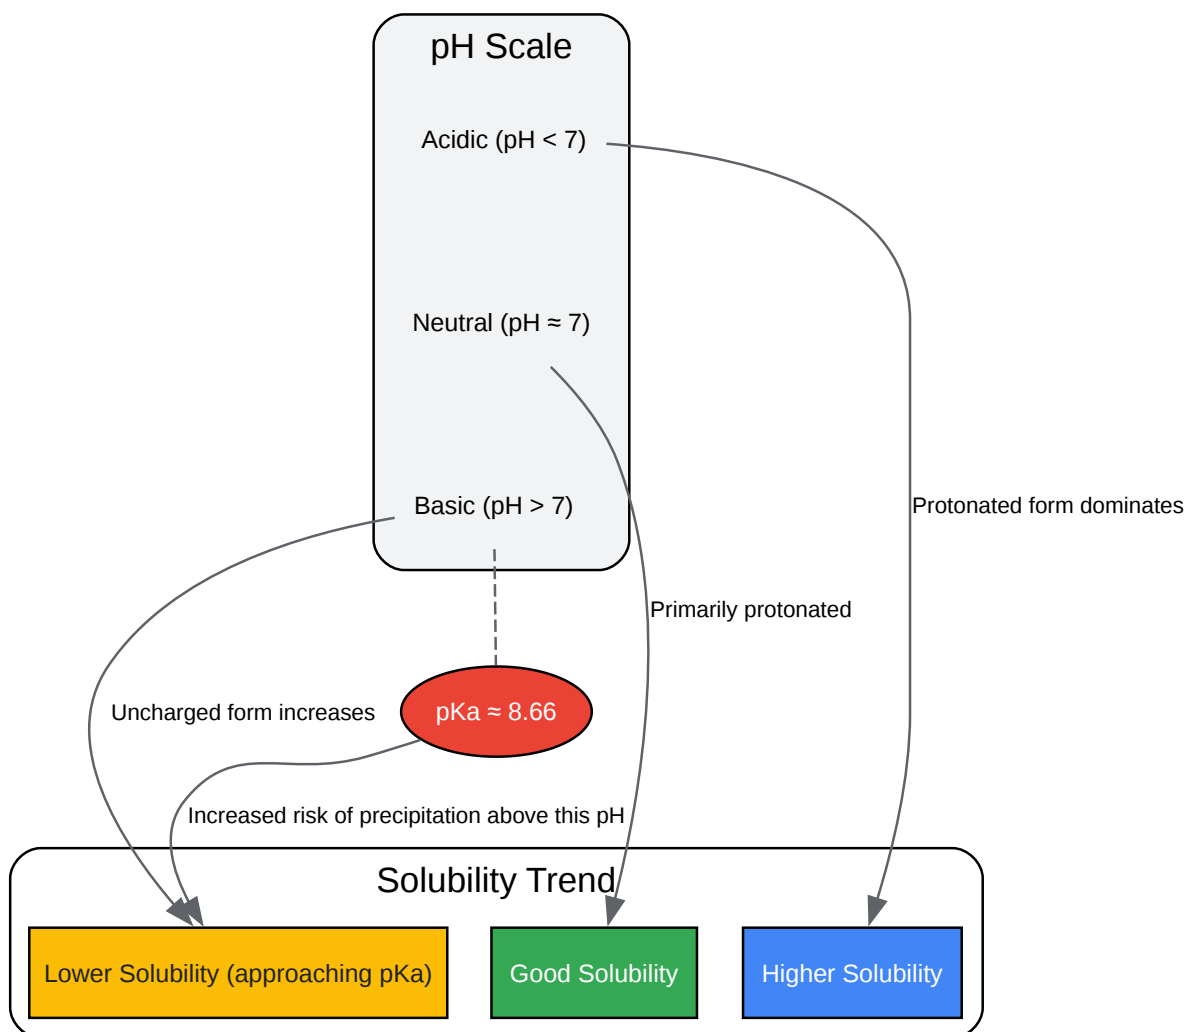 pH Scale
Acidic (pH < 7)
Neutral (pH ≈ 7)
Basic (pH > 7)
Protonated form dominates
Primarily protonated
Uncharged form increases
pKa ≈ 8.66
Increased risk of precipitation above this pH
Solubility Trend
Lower Solubility (approaching pKa)
Good Solubility
Higher Solubility